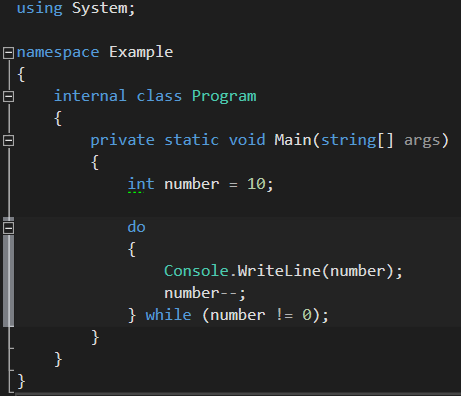 using System;
namespace Example
{
    internal class Program
    {
        private static void Main(string[] args)
        {
            int number = 10;
            do
            {
                Console.WriteLine(number);
                number--;
            } while (number != 0);
        }
    }
}